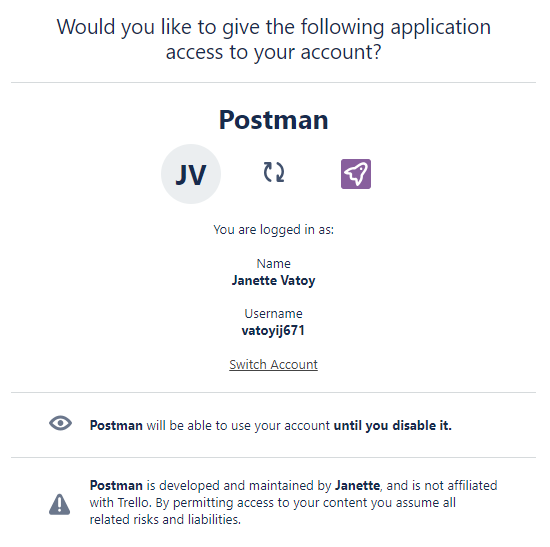 Would you like to give the following application
access to your account?
Postman
JV
You are logged in as:
Name
Janette Vatoy
Username
vatoyij671
Switch Account
Postman will be able to use your account until you disable it.
Postman is developed and maintained by Janette, and is not affiliated
with Trello. By permitting access to your content you assume all
related risks and liabilities.